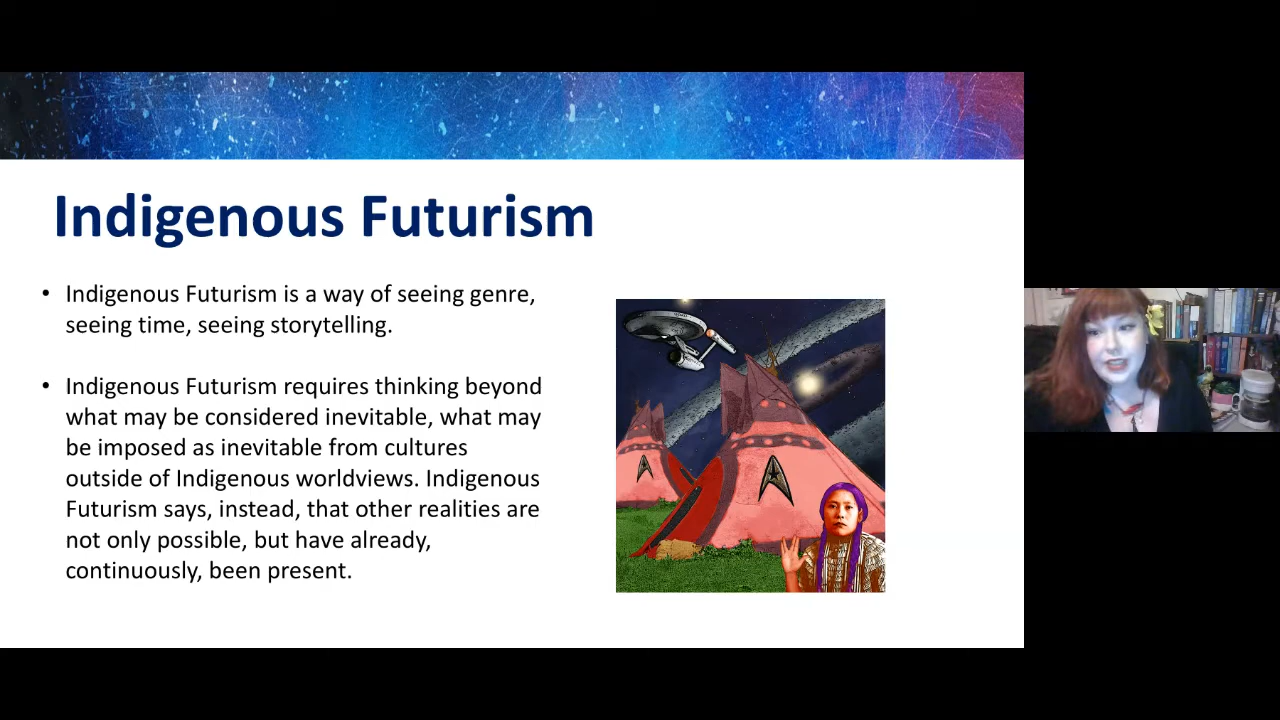 Indigenous Futurism
• Indigenous Futurism is a way of seeing genre,
seeing time, seeing storytelling.
• Indigenous Futurism requires thinking beyond
what may be considered inevitable, what may
be imposed as inevitable from cultures
outside of Indigenous worldviews. Indigenous
Futurism says, instead, that other realities are
not only possible, but have already,
continuously, been present.